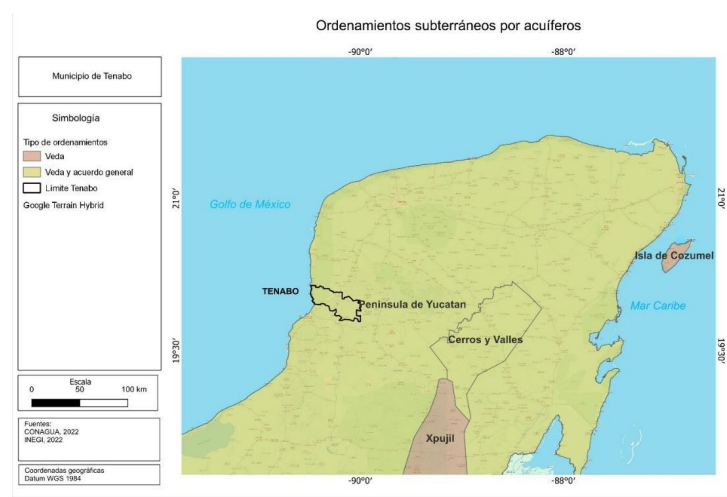 Ordenamientos subterráneos por acuíferos
Municipio de Tenabo
Simbología
Tipo de ordenamientos
Veda
Veda y acuerdo general
Limite Tenabo
Google Terrain Hybrid
Escala
0 50 100 km
Fuentes:
CONAGUA, 2022
INEGI, 2022
Coordenadas geográficas
Datum WGS 1984
-90°0'
-88°0'
21°0'
21°0'
Golfo de México
Isla de Cozumel
TENABO
Peninsula de Yucatan
Mar Caribe
19°30'
Cerros y Valles
19°30'
Xpujil
-90°0'
-88°0'